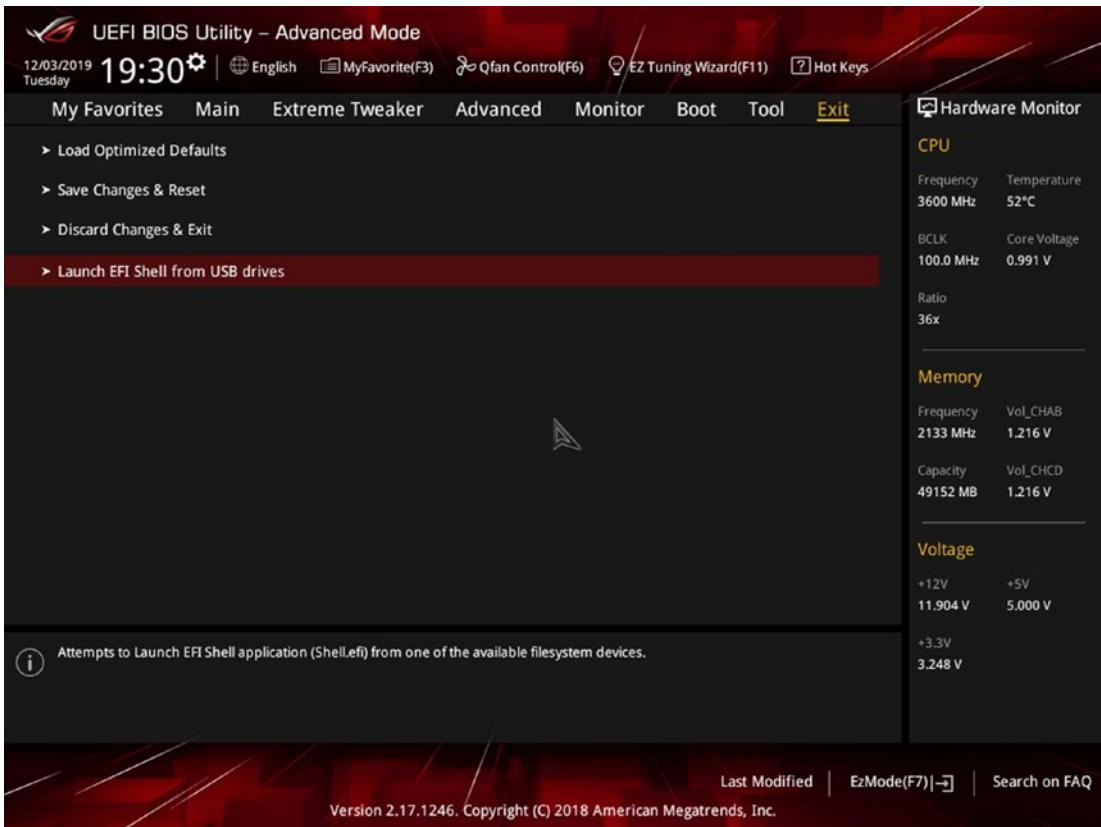 UEFI BIOS Utility – Advanced Mode
12/03/2019
Tuesday
19:30
English
MyFavorite(F3)
Qfan Control(F6)
EZ Tuning Wizard(F11)
? Hot Keys
My Favorites Main Extreme Tweaker Advanced Monitor Boot Tool Exit
Load Optimized Defaults
Save Changes & Reset
Discard Changes & Exit
Launch EFI Shell from USB drives
Hardware Monitor
CPU
Frequency Temperature
3600 MHz 52°C
BCLK Core Voltage
100.0 MHz 0.991 V
Ratio
36x
Memory
Frequency Vol_CHAB
2133 MHz 1.216 V
Capacity Vol_CHCD
49152 MB 1.216 V
Voltage
+12V +5V
11.904 V 5.000 V
+3.3V
3.248 V
i
Attempts to Launch EFI Shell application (Shell.efi) from one of the available filesystem devices.
Last Modified EzMode(F7) Search on FAQ
Version 2.17.1246. Copyright (C) 2018 American Megatrends, Inc.